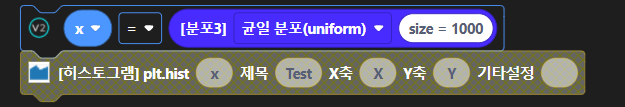 V2 x = [분포3] 균일 분포(uniform) size = 1000
[히스토그램] plt.hist x 제목 Test X축 X Y축 Y 기타설정